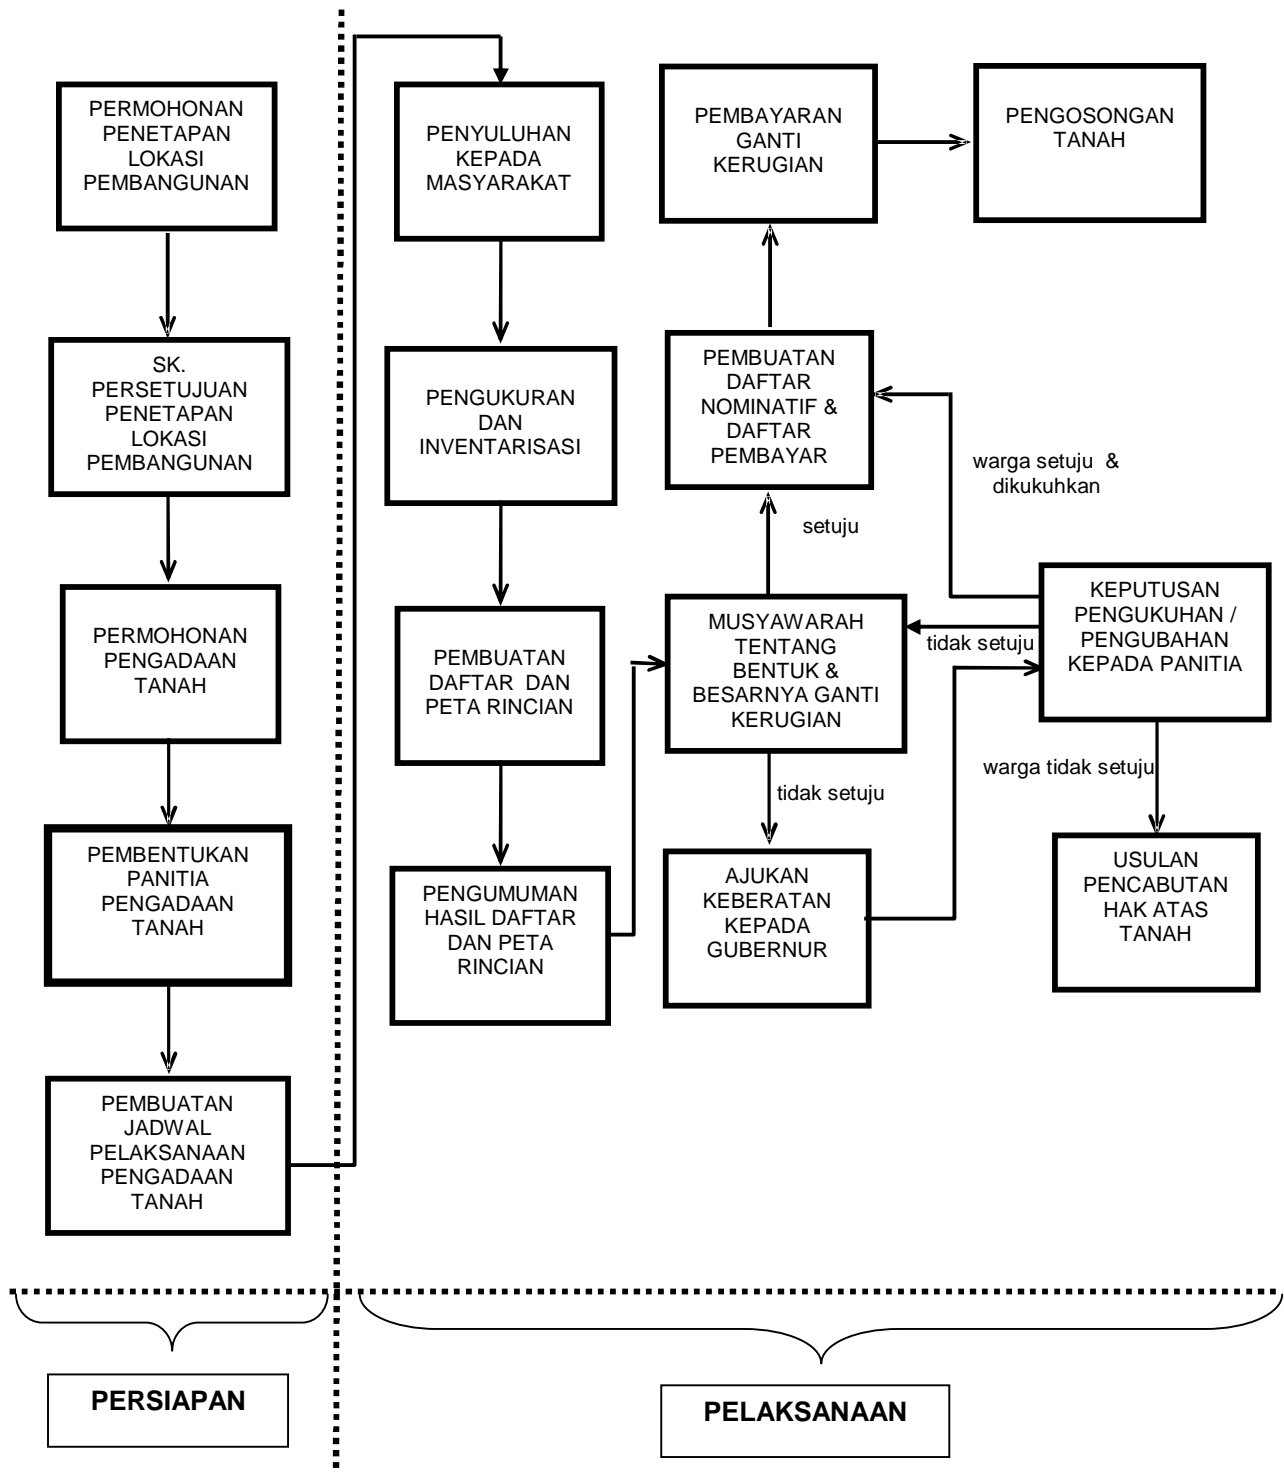 PERMOHONAN
PENETAPAN
LOKASI
PEMBANGUNAN
SK.
PERSETUJUAN
PENETAPAN
LOKASI
PEMBANGUNAN
PERMOHONAN
PENGADAAN
TANAH
PEMBENTUKAN
PANITIA
PENGADAAN
TANAH
PEMBUATAN
JADWAL
PELAKSANAAN
PENGADAAN
TANAH
PENYULUHAN
KEPADA
MASYARAKAT
PENGUKURAN
DAN
INVENTARISASI
PEMBUATAN
DAFTAR DAN
PETA RINCIAN
PENGUMUMAN
HASIL DAFTAR
DAN PETA
RINCIAN
PEMBAYARAN
GANTI
KERUGIAN
PENGOSONGAN
TANAH
PEMBUATAN
DAFTAR
NOMINATIF &
DAFTAR
PEMBAYAR
warga setuju &
dikukuhkan
setuju
MUSYAWARAH
TENTANG
BENTUK &
BESARNYA GANTI
KERUGIAN
tidak setuju
KEPUTUSAN
PENGUKUHAN /
PENGUBAHAN
KEPADA PANITIA
tidak setuju
warga tidak setuju
AJUKAN
KEBERATAN
KEPADA
GUBERNUR
USULAN
PENCABUTAN
HAK ATAS
TANAH
PERSIAPAN
PELAKSANAAN